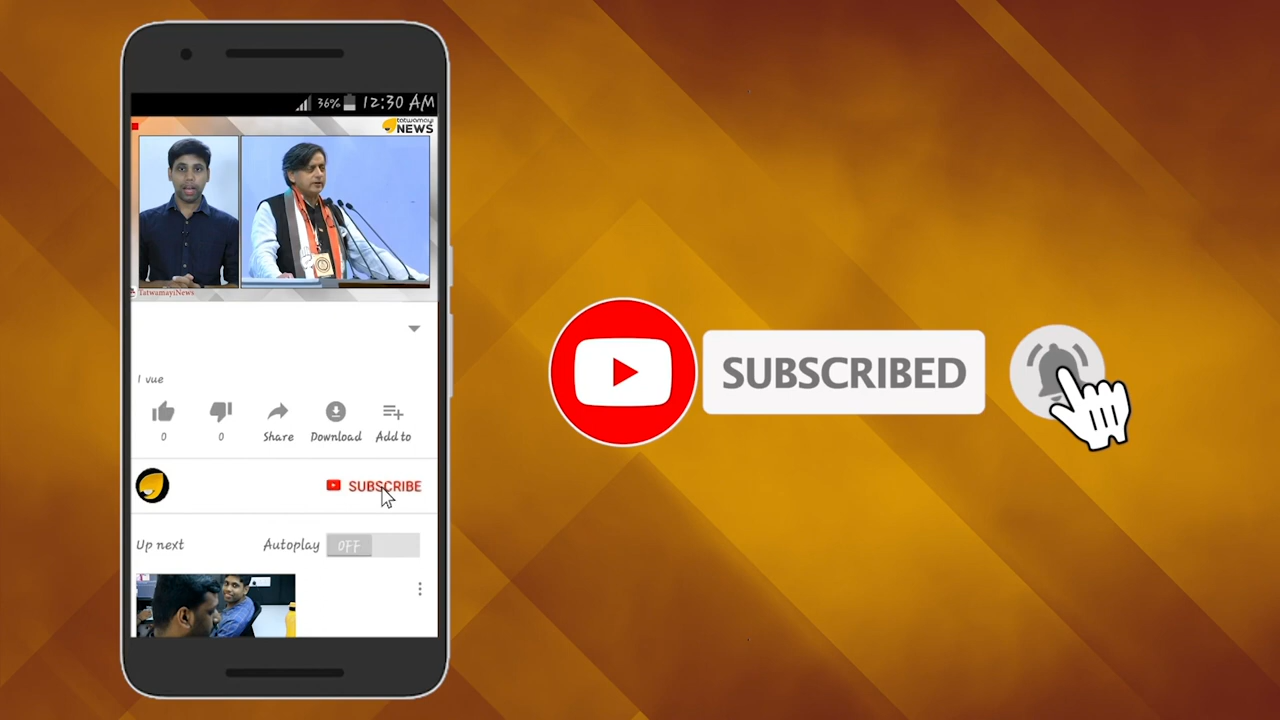 36% 12:30 AM
tatwamayi
NEWS
TatwamayiNews
1 vue
0 0 Share Download Add to
SUBSCRIBE
Up next Autoplay OFF
SUBSCRIBED